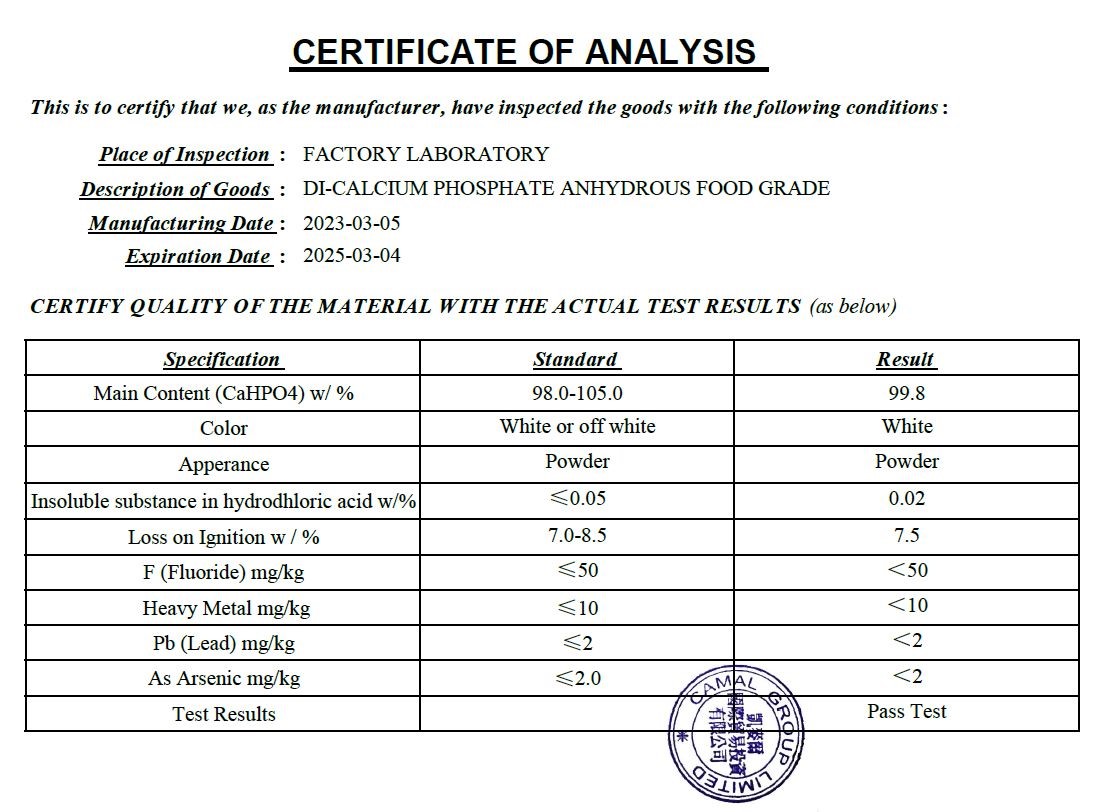 CERTIFICATE OF ANALYSIS
This is to certify that we, as the manufacturer, have inspected the goods with the following conditions :
Place of Inspection : FACTORY LABORATORY
Description of Goods : DI-CALCIUM PHOSPHATE ANHYDROUS FOOD GRADE
Manufacturing Date : 2023-03-05
Expiration Date : 2025-03-04
CERTIFY QUALITY OF THE MATERIAL WITH THE ACTUAL TEST RESULTS (as below)
Specification Standard Result
Main Content (CaHPO4) w/ % 98.0-105.0 99.8
Color White or off white White
Apperance Powder Powder
Insoluble substance in hydrodhloric acid w/% ≤0.05 0.02
Loss on Ignition w / % 7.0-8.5 7.5
F (Fluoride) mg/kg ≤50 <50
Heavy Metal mg/kg ≤10 <10
Pb (Lead) mg/kg ≤2 <2
As Arsenic mg/kg ≤2.0 <2
Test Results Pass Test
CAMAL GROUP LIMITED
有限公司